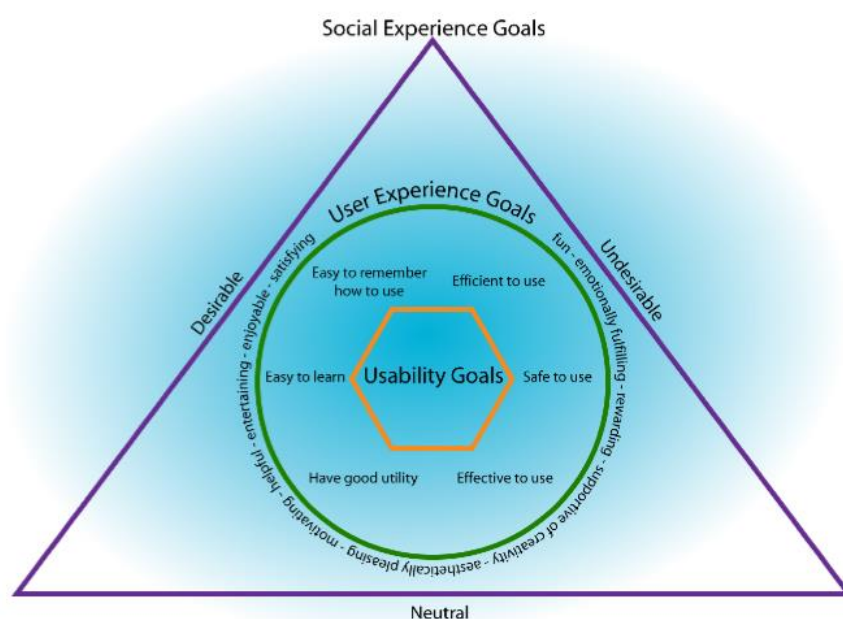 Social Experience Goals
User Experience Goals
Desirable
Undesirable
satisfying - enjoyable - entertaining - helpful - motivating - aesthetically pleasing -
fun - emotionally fulfilling - rewarding - supportive of creativity -
Easy to remember
how to use
Efficient to use
Easy to learn
Usability Goals
Safe to use
Have good utility
Effective to use
Neutral